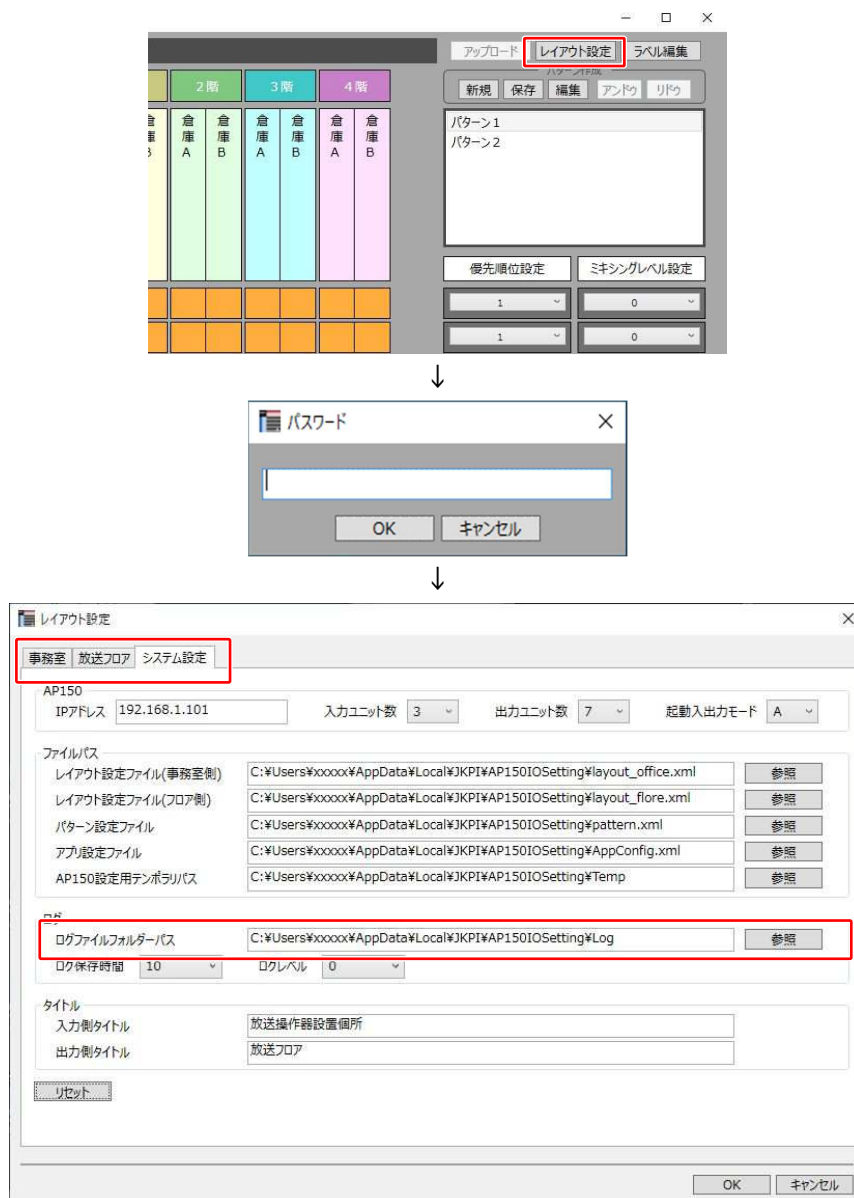 アップロード レイアウト設定 ラベル編集
パターン作成
新規 保存 編集 アンドゥ リドゥ
2階 3階 4階
倉庫A 倉庫B 倉庫A 倉庫B 倉庫A 倉庫B
パターン1
パターン2
優先順位設定 ミキシングレベル設定
1 0
1 0
↓
パスワード
OK キャンセル
↓
レイアウト設定
事務室 放送フロア システム設定
AP150
IPアドレス 192.168.1.101 入力ユニット数 3 出力ユニット数 7 起動入出力モード A
ファイルパス
レイアウト設定ファイル(事務室側) C:¥Users¥xxxxx¥AppData¥Local¥JKPI¥AP150IOSetting¥layout_office.xml 参照
レイアウト設定ファイル(フロア側) C:¥Users¥xxxxx¥AppData¥Local¥JKPI¥AP150IOSetting¥layout_flore.xml 参照
パターン設定ファイル C:¥Users¥xxxxx¥AppData¥Local¥JKPI¥AP150IOSetting¥pattern.xml 参照
アプリ設定ファイル C:¥Users¥xxxxx¥AppData¥Local¥JKPI¥AP150IOSetting¥AppConfig.xml 参照
AP150設定用テンポラリパス C:¥Users¥xxxxx¥AppData¥Local¥JKPI¥AP150IOSetting¥Temp 参照
ログ
ログファイルフォルダーパス C:¥Users¥xxxxx¥AppData¥Local¥JKPI¥AP150IOSetting¥Log 参照
ログ保存時間 10 ログレベル 0
タイトル
入力側タイトル 放送操作器設置個所
出力側タイトル 放送フロア
リセット
OK キャンセル